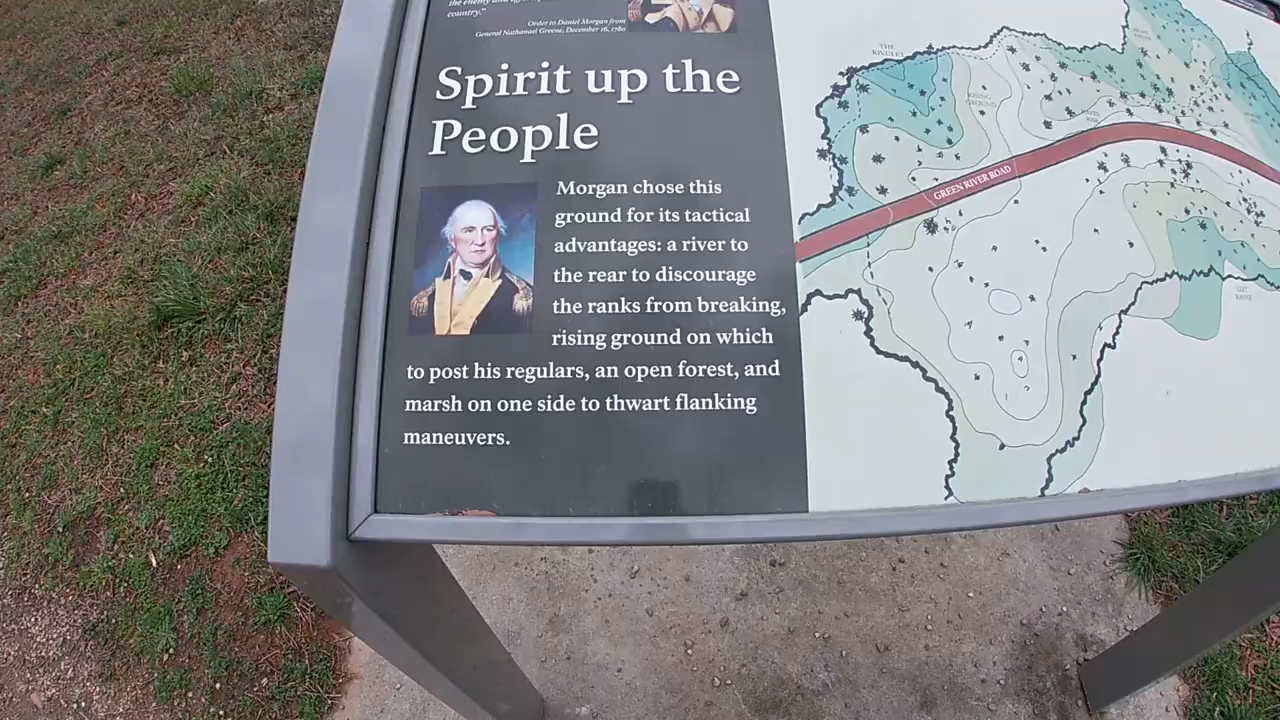 the enemy and
country."
Order to Daniel Morgan from
General Nathanael Greene, December 16, 1780
Spirit up the
People
Morgan chose this
ground for its tactical
advantages: a river to
the rear to discourage
the ranks from breaking,
rising ground on which
to post his regulars, an open forest, and
marsh on one side to thwart flanking
maneuvers.
THE
RIVULET
RISING
GROUND
GREEN RIVER ROAD